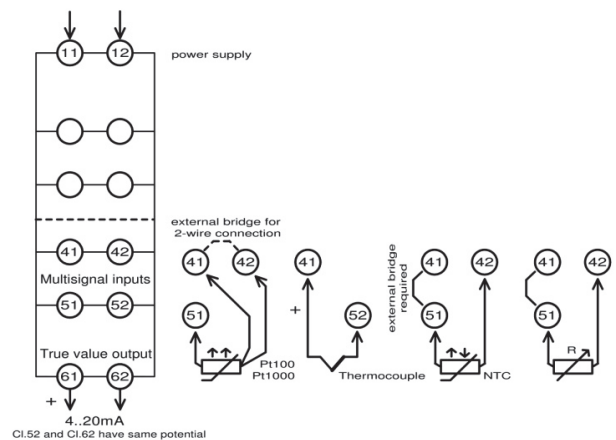 11 12
power supply
external bridge for
2-wire connection
41 42
Multisignal inputs
51 52
True value output
61 62
+
4..20mA
Cl.52 and Cl.62 have same potential
41 42
51
Pt100
Pt1000
41
+
52
Thermocouple
external bridge
required
41 42
51
NTC
41 42
51
R